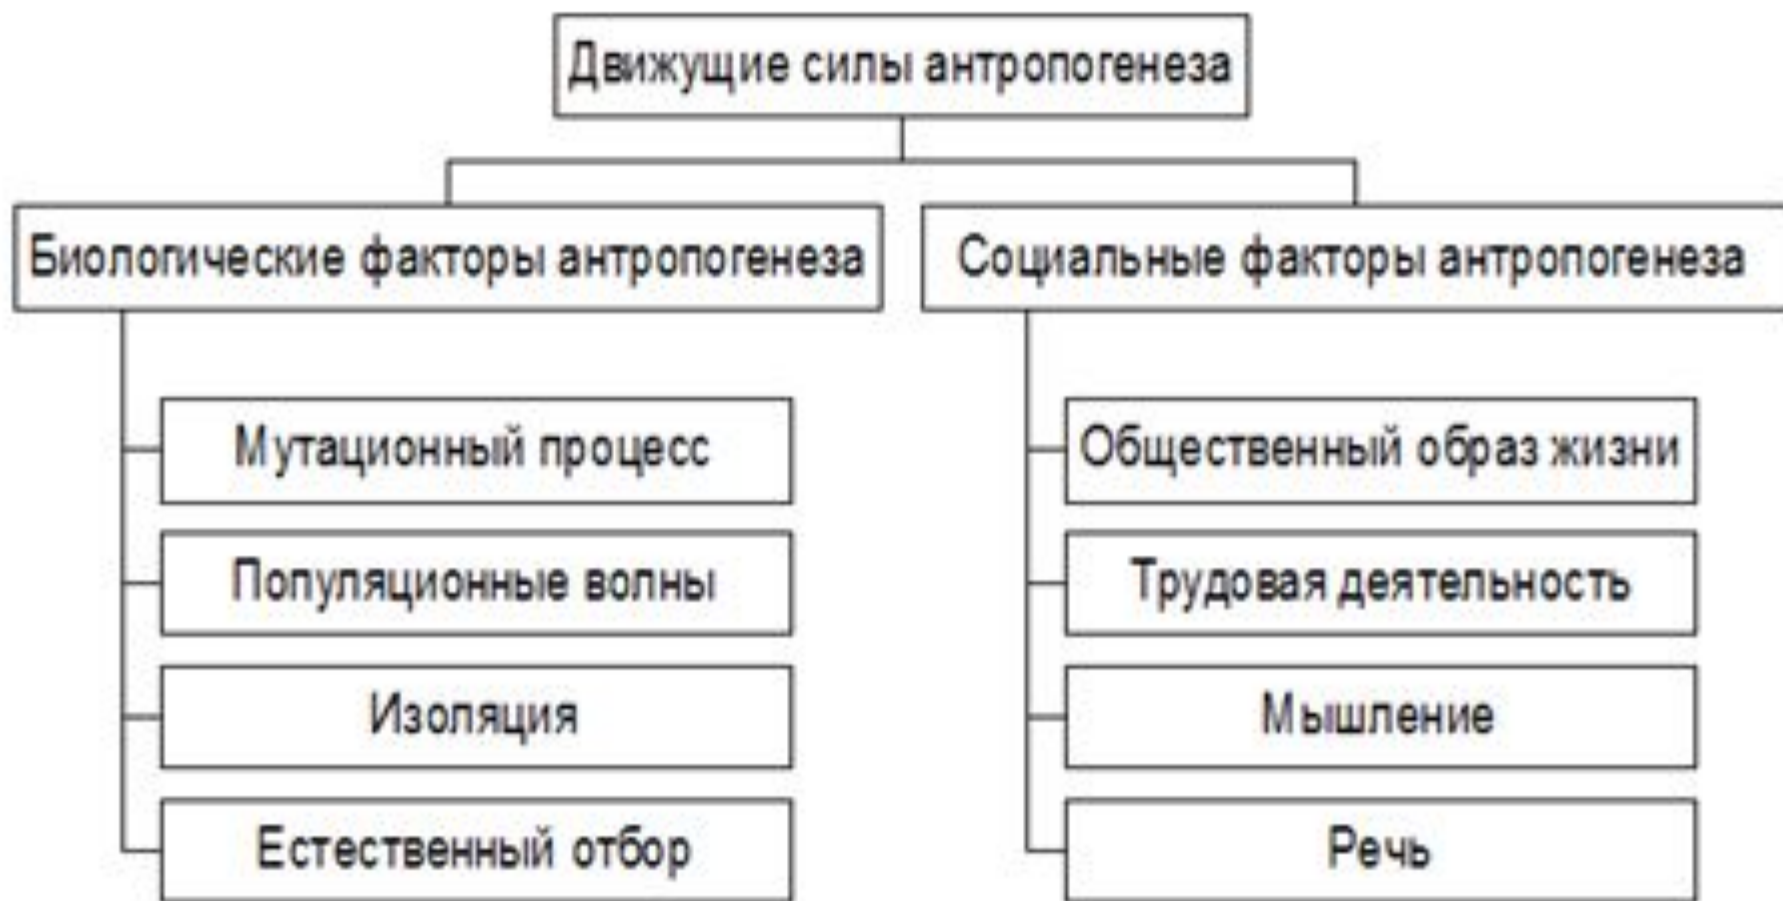 Движущие силы антропогенеза
Биологические факторы антропогенеза
Мутационный процесс
Популяционные волны
Изоляция
Естественный отбор
Социальные факторы антропогенеза
Общественный образ жизни
Трудовая деятельность
Мышление
Речь